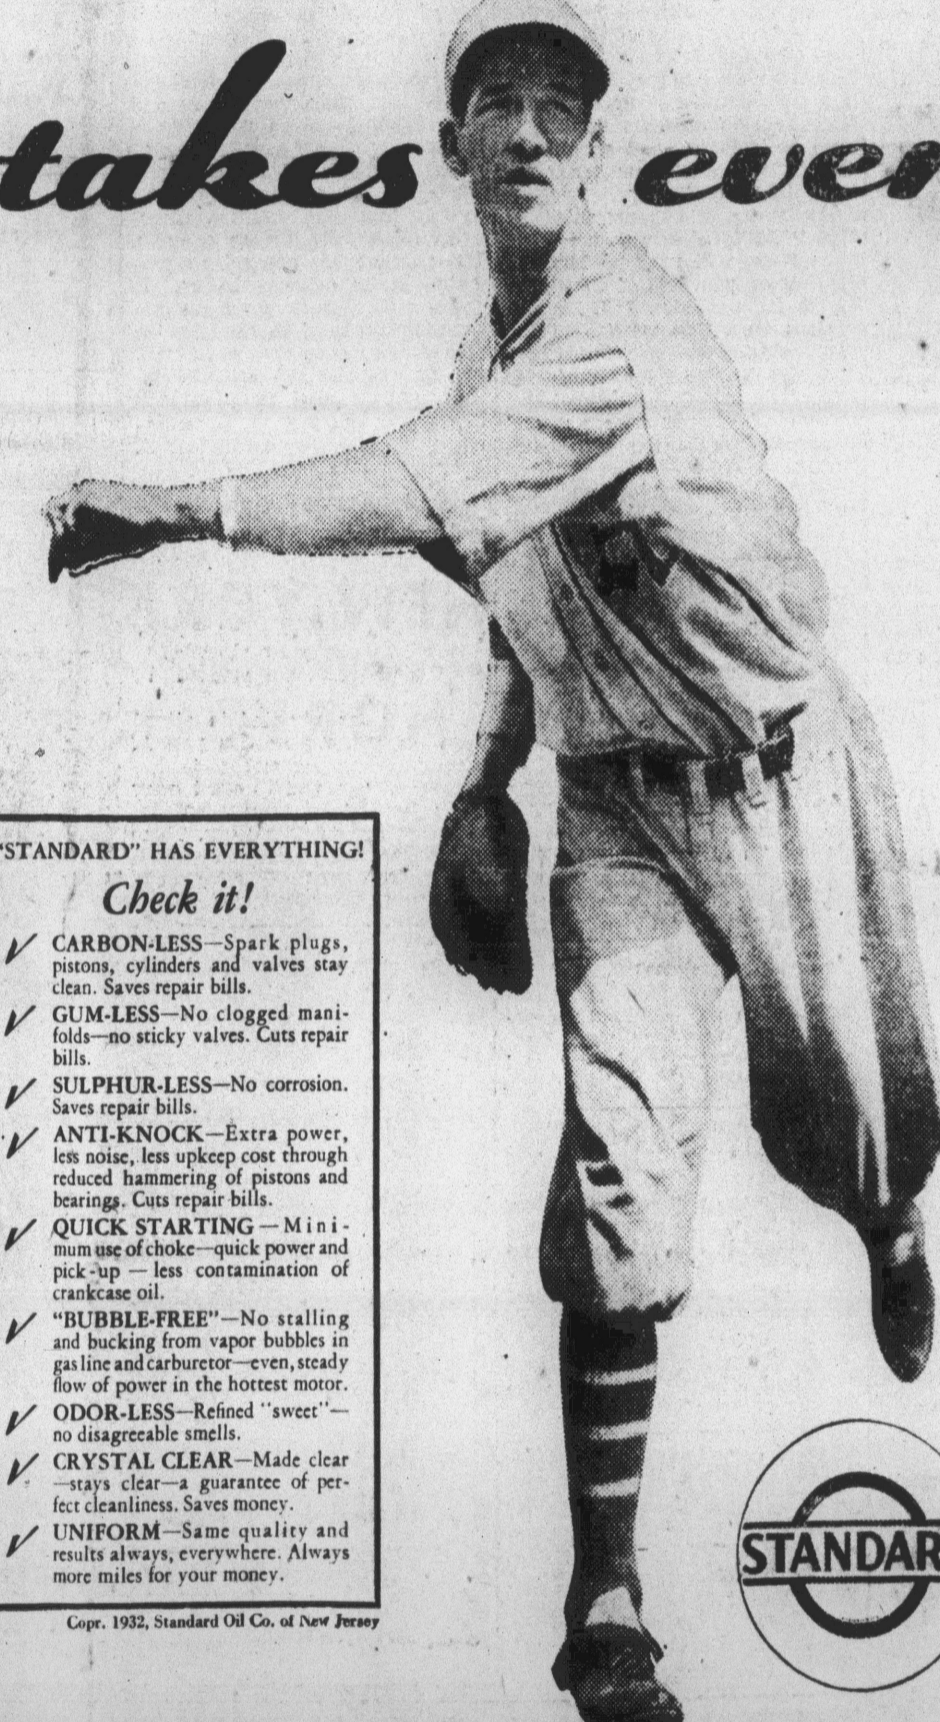 takes ever
"STANDARD" HAS EVERYTHING!
Check it!
✓ CARBON-LESS—Spark plugs,
pistons, cylinders and valves stay
clean. Saves repair bills.
✓ GUM-LESS—No clogged mani-
folds—no sticky valves. Cuts repair
bills.
✓ SULPHUR-LESS—No corrosion.
Saves repair bills.
✓ ANTI-KNOCK—Extra power,
less noise, less upkeep cost through
reduced hammering of pistons and
bearings. Cuts repair bills.
✓ QUICK STARTING — Mini-
mum use of choke—quick power and
pick-up — less contamination of
crankcase oil.
✓ "BUBBLE-FREE"—No stalling
and bucking from vapor bubbles in
gas line and carburetor—even, steady
flow of power in the hottest motor.
✓ ODOR-LESS—Refined "sweet"—
no disagreeable smells.
✓ CRYSTAL CLEAR—Made clear
—stays clear—a guarantee of per-
fect cleanliness. Saves money.
✓ UNIFORM—Same quality and
results always, everywhere. Always
more miles for your money.
STANDAR
Copr. 1932, Standard Oil Co. of New Jersey